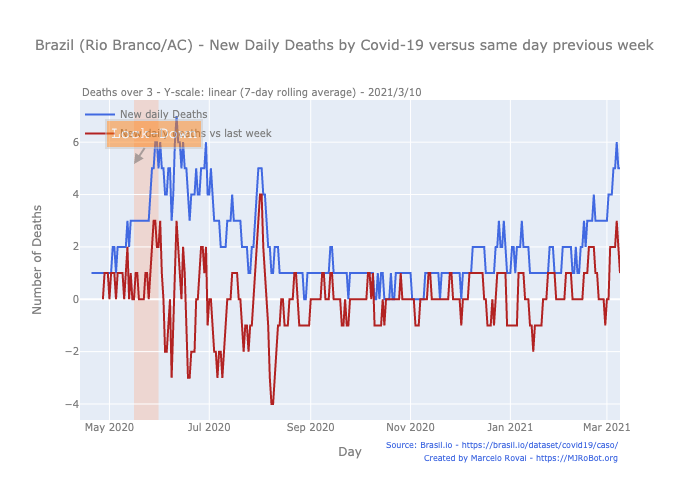 Brazil (Rio Branco/AC) - New Daily Deaths by Covid-19 versus same day previous week
Deaths over 3 - Y-scale: linear (7-day rolling average) - 2021/3/10
New daily Deaths
New daily deaths vs last week
Locks Down
6
4
2
0
−2
−4
Number of Deaths
May 2020
Jul 2020
Sep 2020
Nov 2020
Jan 2021
Mar 2021
Day
Source: Brasil.io - https://brasil.io/dataset/covid19/caso/
Created by Marcelo Rovai - https://MJRoBot.org